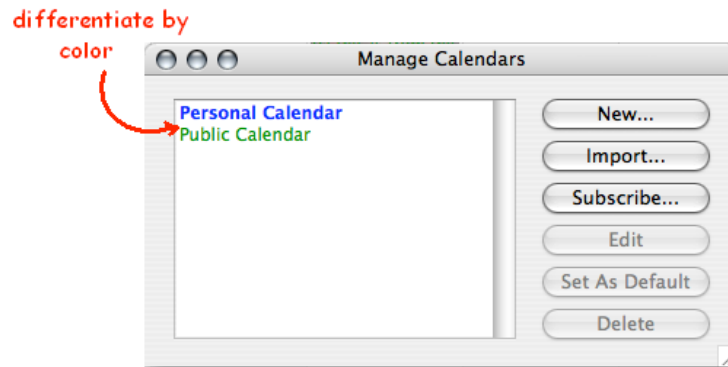 differentiate by
color
Manage Calendars
Personal Calendar
Public Calendar
New...
Import...
Subscribe...
Edit
Set As Default
Delete